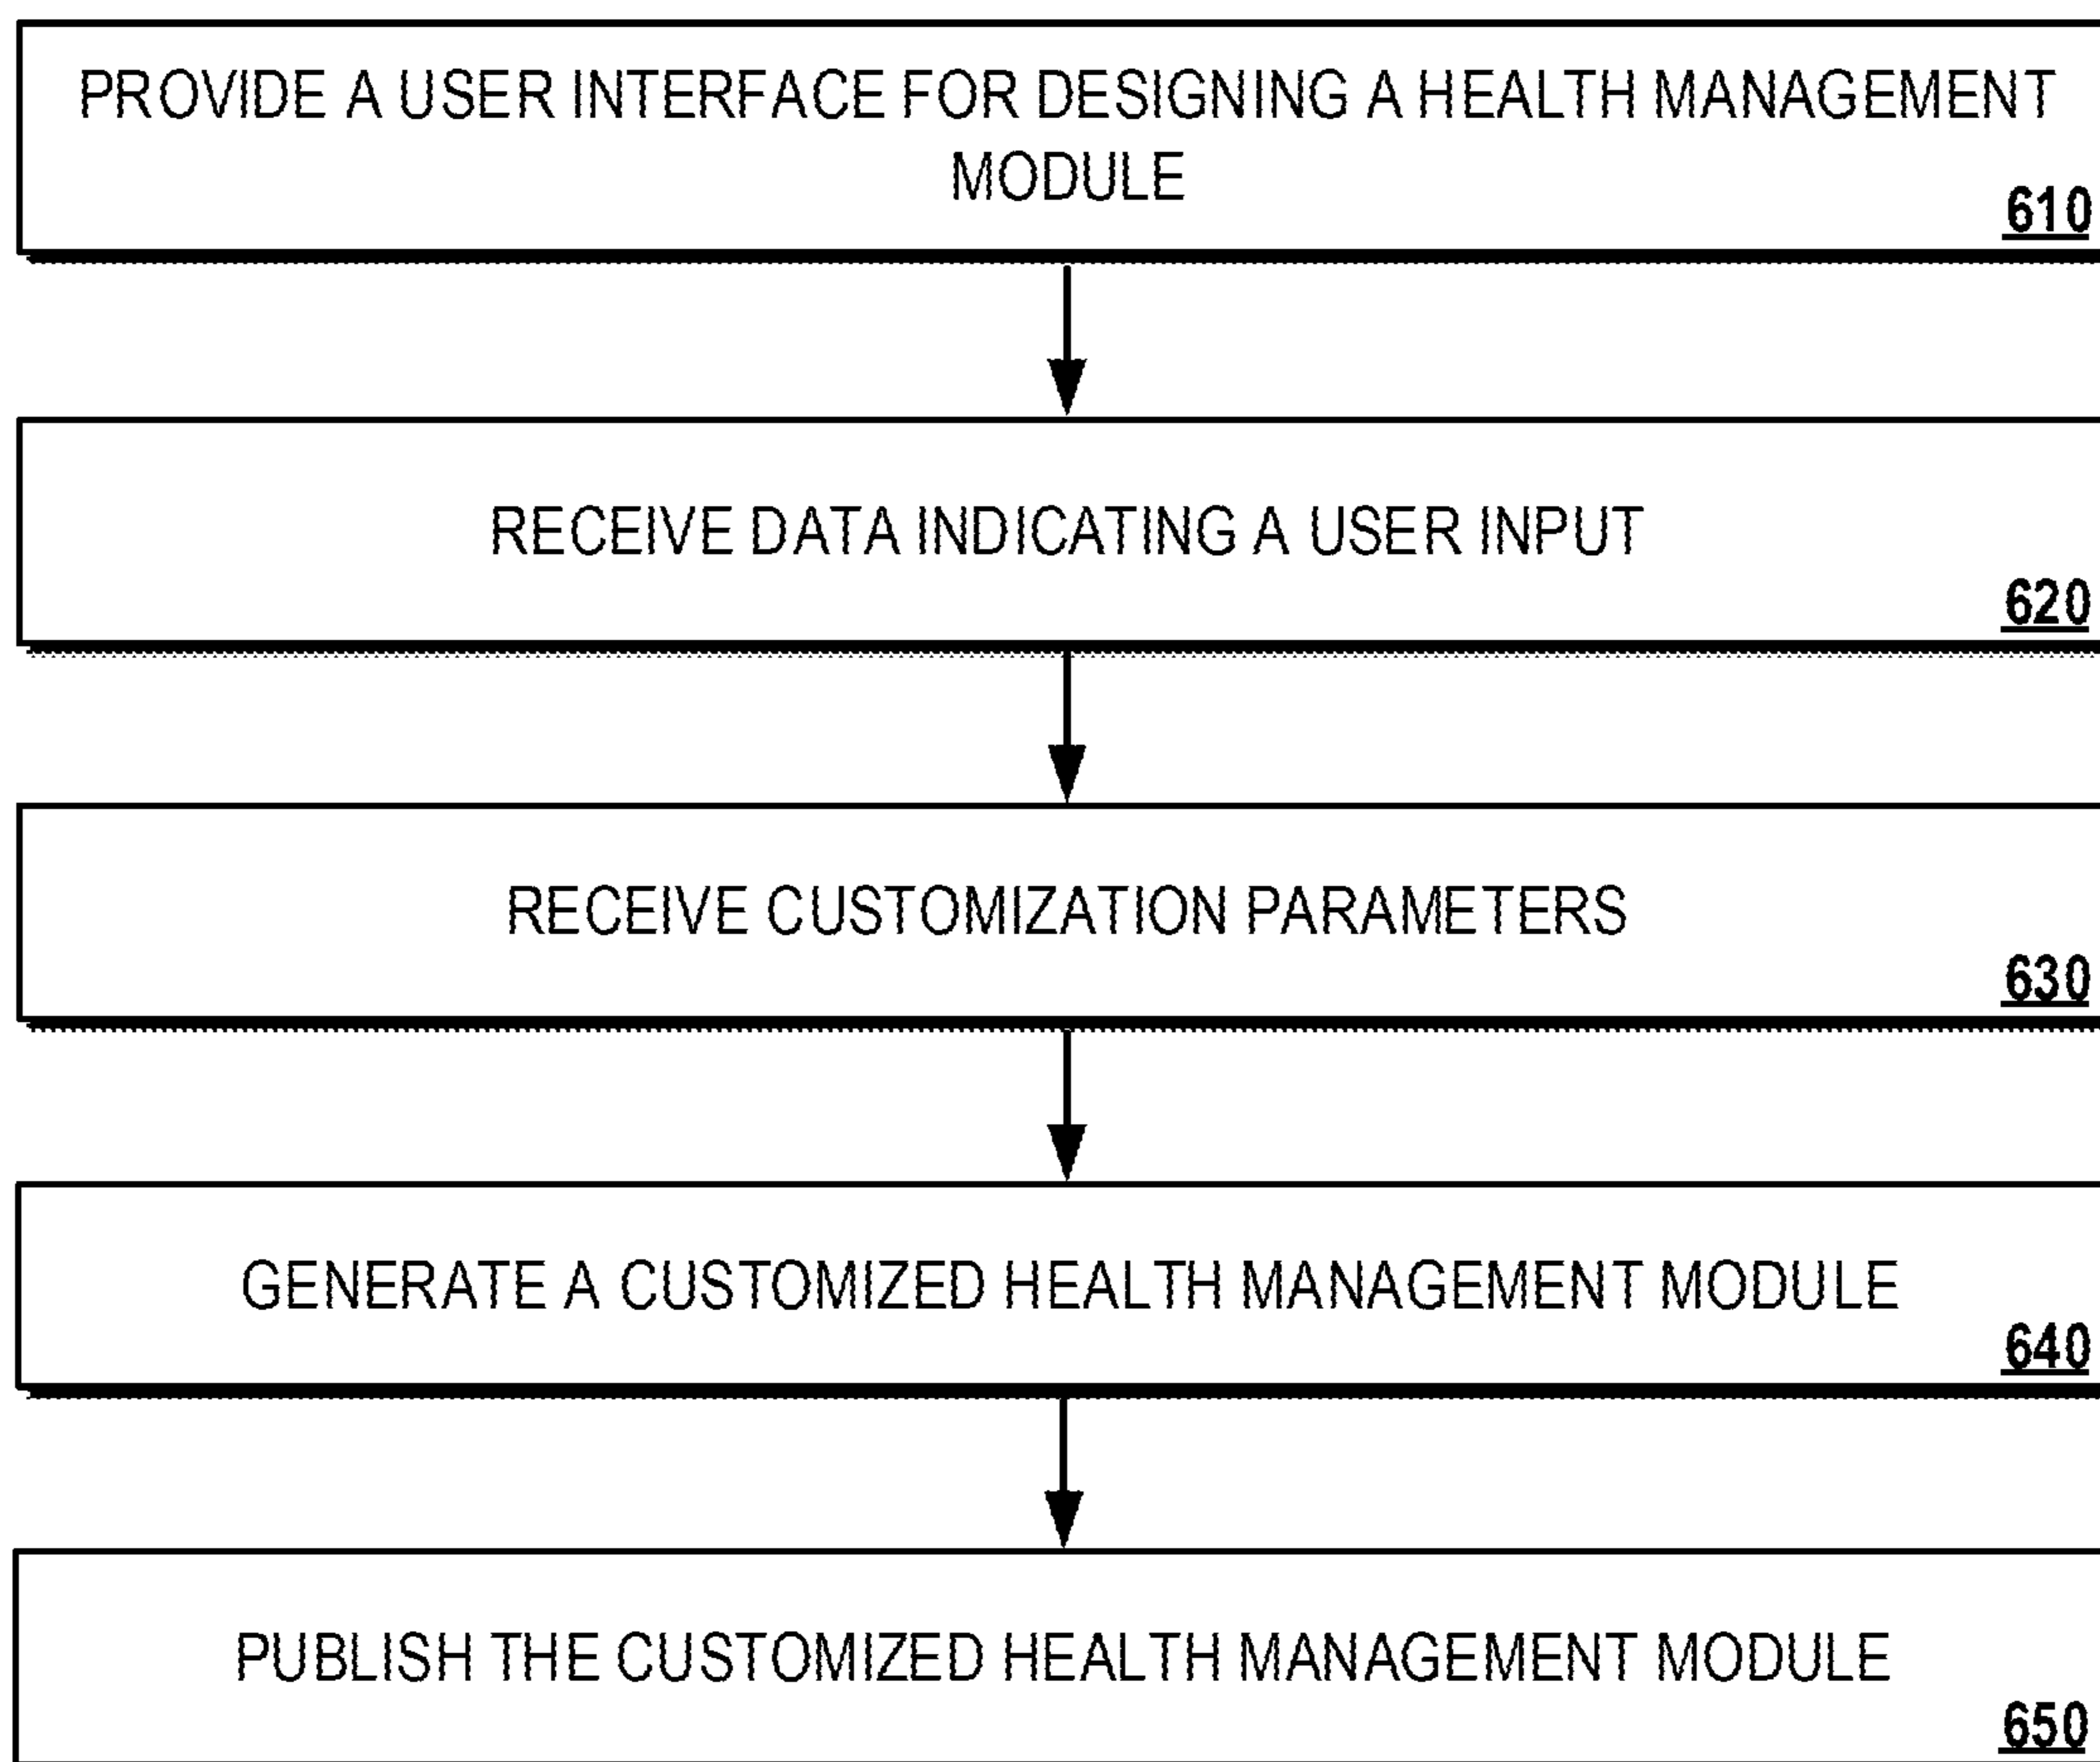 PROVIDE A USER INTERFACE FOR DESIGNING A HEALTH MANAGEMENT
MODULE
610
RECEIVE DATA INDICATING A USER INPUT
620
RECEIVE CUSTOMIZATION PARAMETERS
630
GENERATE A CUSTOMIZED HEALTH MANAGEMENT MODULE
640
PUBLISH THE CUSTOMIZED HEALTH MANAGEMENT MODULE
650